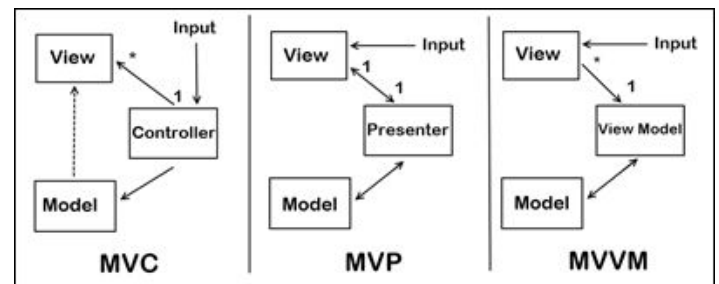 Input
View
*
1
Controller
Model
MVC
Input
View
1
1
Presenter
Model
MVP
Input
View
*
1
View Model
Model
MVVM